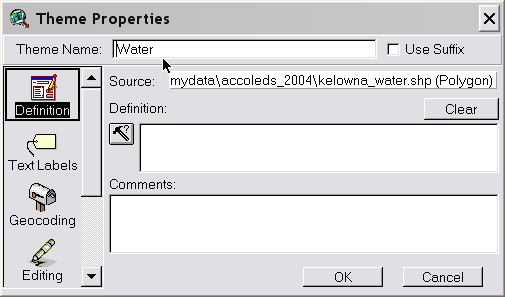 Theme Properties
Theme Name: Water Use Suffix
Source: mydata\accoleds_2004\kelowna_water.shp (Polygon)
Definition
Definition: Clear
Text Labels
Comments:
Geocoding
Editing
OK Cancel